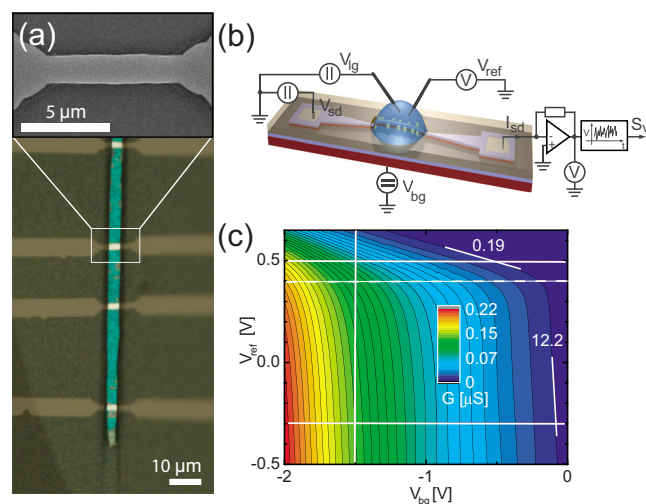 (a)
5 µm
10 µm
(b)
V_lg
V_ref
V
V_sd
I_sd
-
+
V
t
S_V
V
V_bg
(c)
0.19
12.2
0.22
0.15
0.07
0
G [µS]
0.5
0.0
-0.5
V_ref [V]
-2
-1
0
V_bg [V]